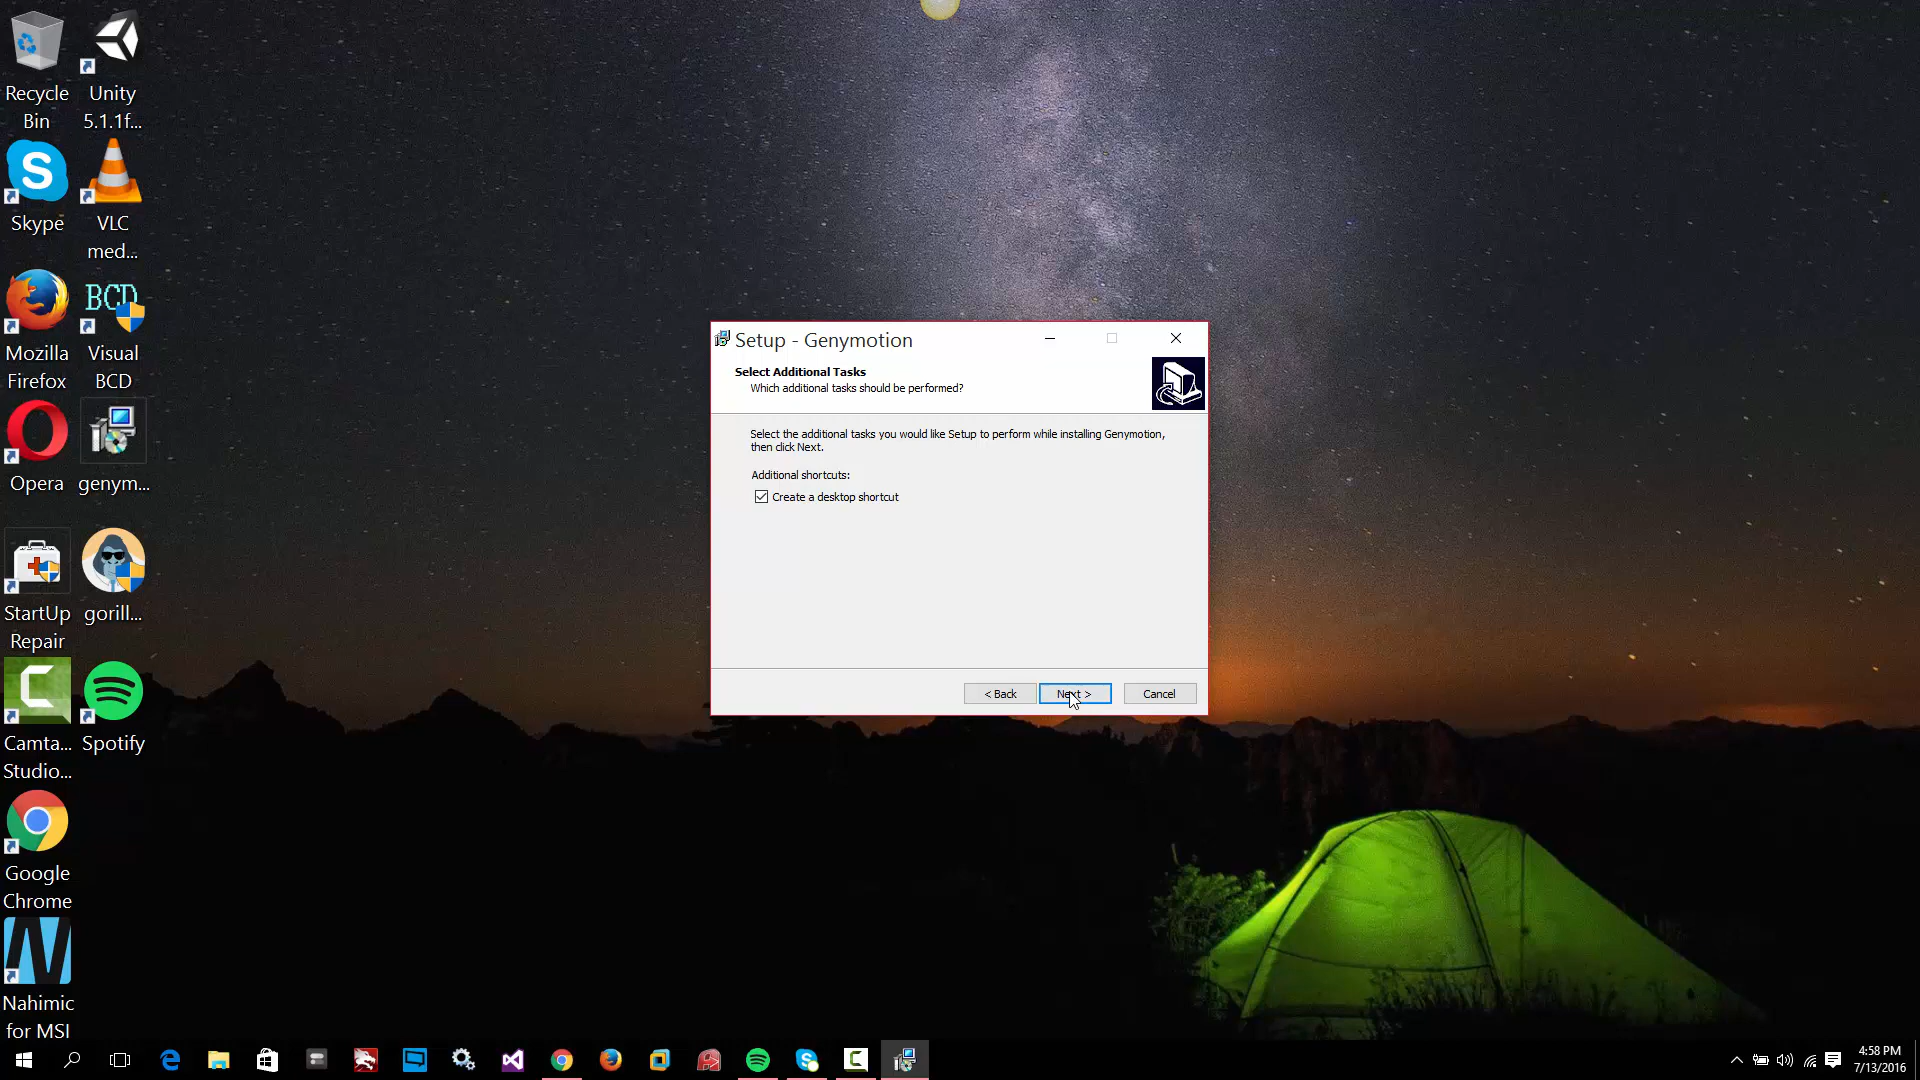 Recycle
Bin
Unity
5.1.1f...
Skype
VLC
med...
Mozilla
Firefox
BCD
Visual
BCD
Opera
genym...
StartUp
Repair
gorill...
Camta...
Studio...
Spotify
Google
Chrome
Nahimic
for MSI
Setup - Genymotion
Select Additional Tasks
Which additional tasks should be performed?
Select the additional tasks you would like Setup to perform while installing Genymotion,
then click Next.
Additional shortcuts:
Create a desktop shortcut
< Back
Next >
Cancel
4:58 PM
7/13/2016